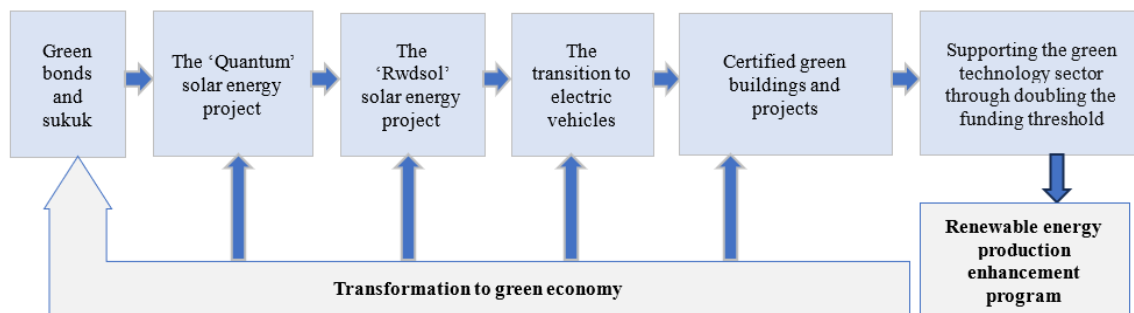 Green
bonds
and
sukuk
The ‘Quantum’
solar energy
project
The
‘Rwdsol’
solar energy
project
The
transition to
electric
vehicles
Certified green
buildings and
projects
Supporting the green
technology sector
through doubling the
funding threshold
Transformation to green economy
Renewable energy
production
enhancement
program